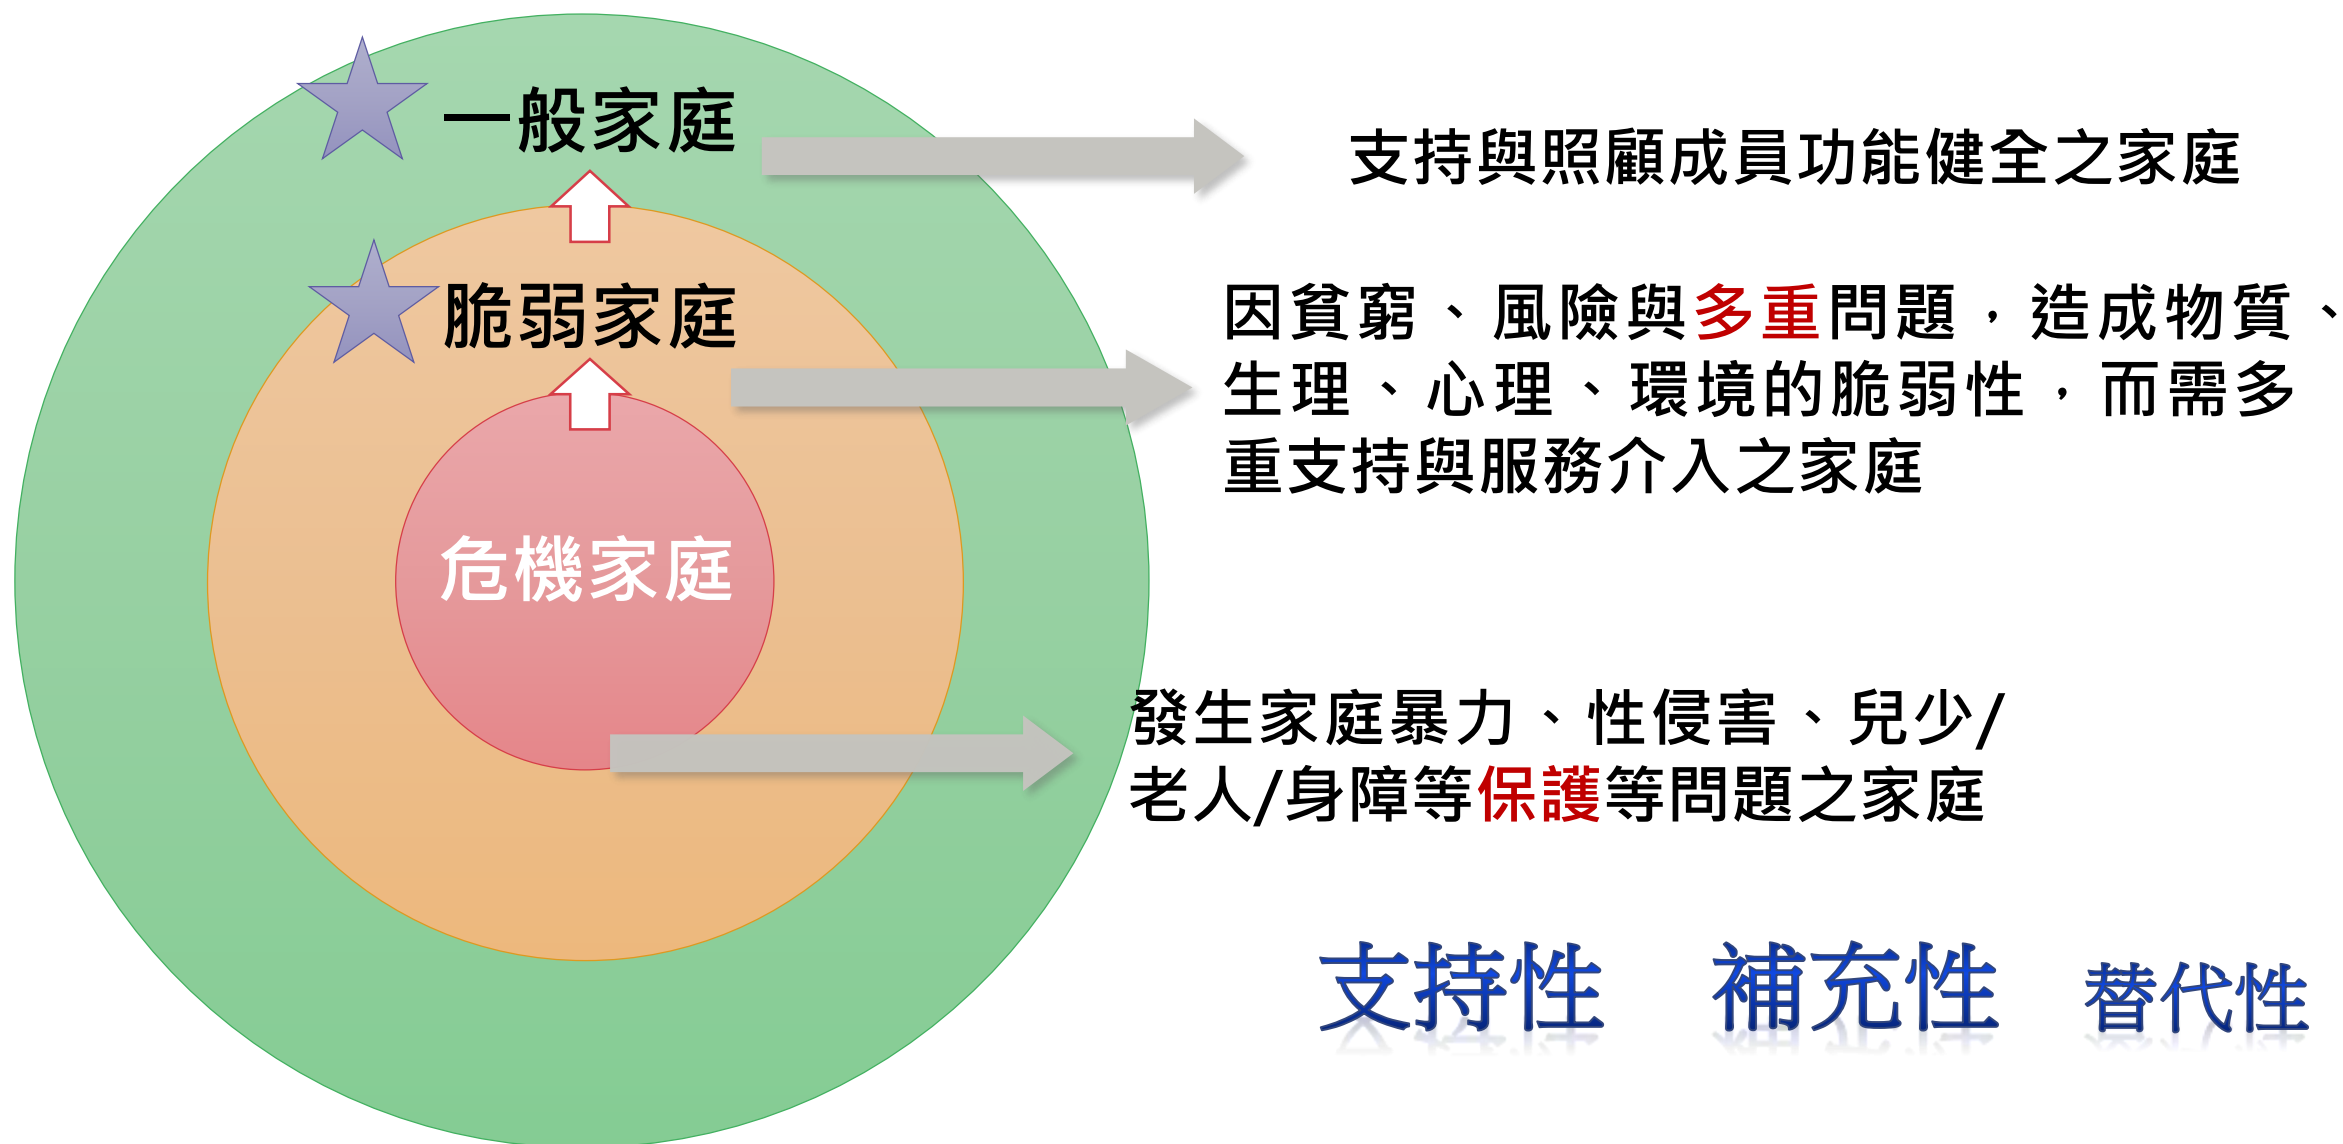 一般家庭
支持與照顧成員功能健全之家庭
脆弱家庭
因貧窮、風險與多重問題，造成物質、
生理、心理、環境的脆弱性，而需多
重支持與服務介入之家庭
危機家庭
發生家庭暴力、性侵害、兒少/
老人/身障等保護等問題之家庭
支持性 補充性 替代性